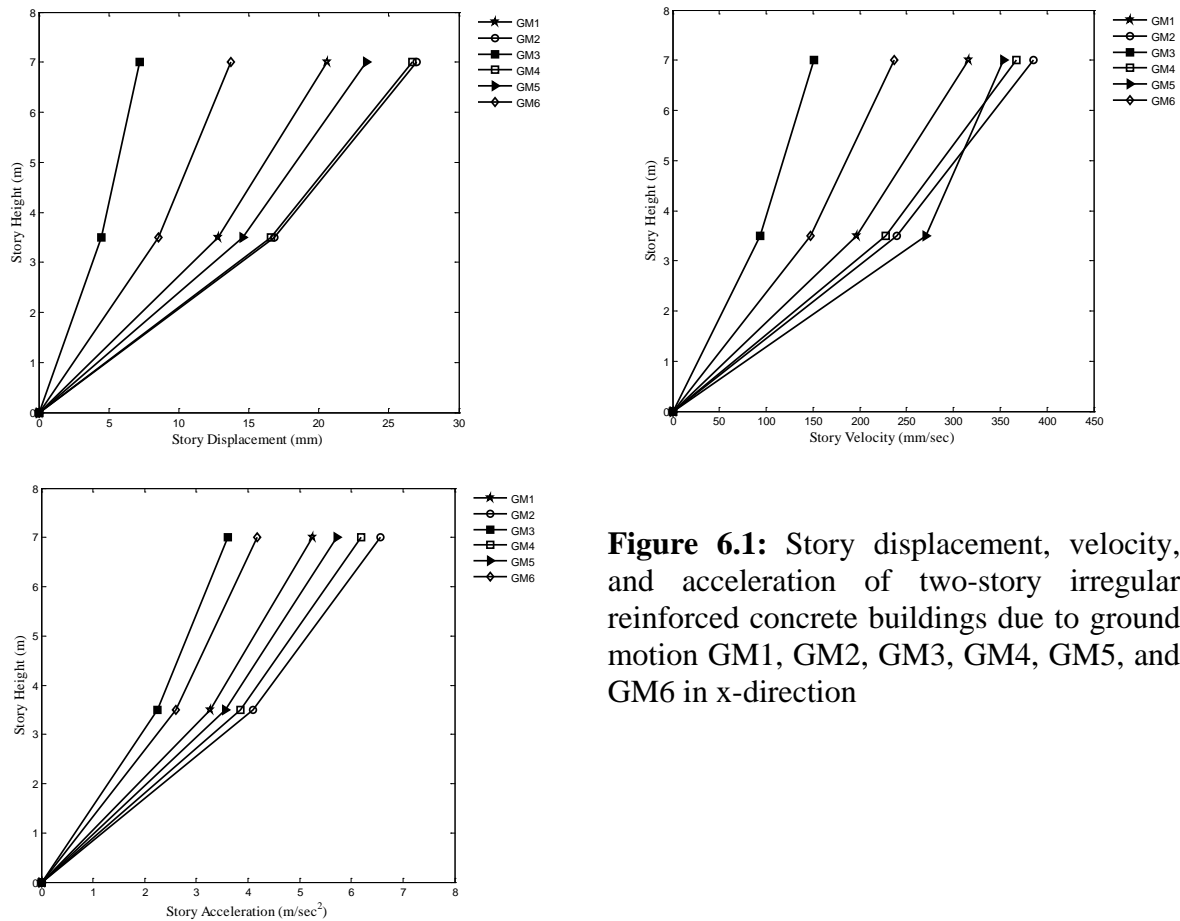 8
7
6
5
4
3
2
1
0
Story Height (m)
0 5 10 15 20 25 30
Story Displacement (mm)
GM1
GM2
GM3
GM4
GM5
GM6
8
7
6
5
4
3
2
1
0
Story Height (m)
0 50 100 150 200 250 300 350 400 450
Story Velocity (mm/sec)
GM1
GM2
GM3
GM4
GM5
GM6
8
7
6
5
4
3
2
1
0
Story Height (m)
0 1 2 3 4 5 6 7 8
Story Acceleration (m/sec²)
GM1
GM2
GM3
GM4
GM5
GM6
Figure 6.1: Story displacement, velocity,
and acceleration of two-story irregular
reinforced concrete buildings due to ground
motion GM1, GM2, GM3, GM4, GM5, and
GM6 in x-direction